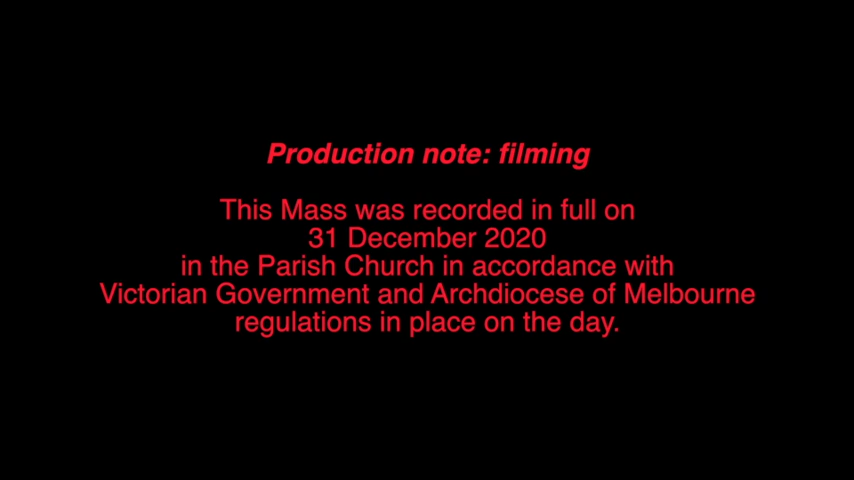 Production note: filming
This Mass was recorded in full on
31 December 2020
in the Parish Church in accordance with
Victorian Government and Archdiocese of Melbourne
regulations in place on the day.